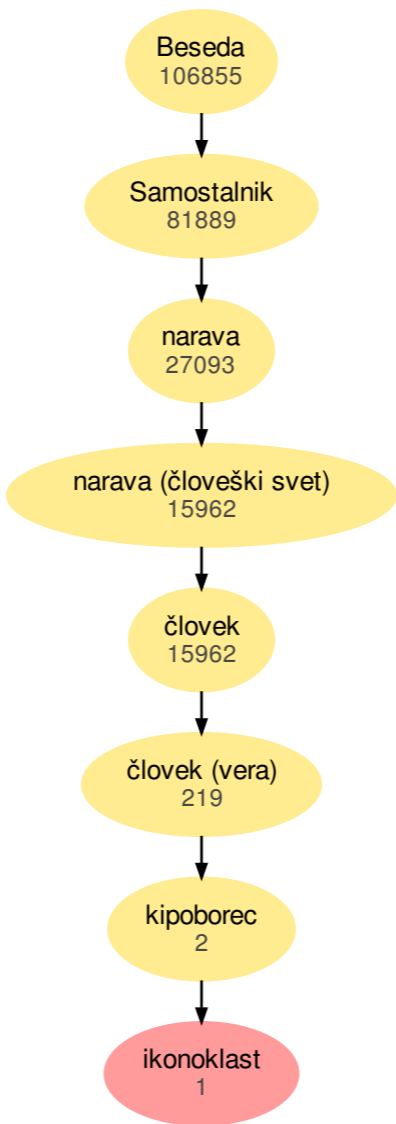 Beseda
106855
Samostalnik
81889
narava
27093
narava (človeški svet)
15962
človek
15962
človek (vera)
219
kipoborec
2
ikonoklast
1